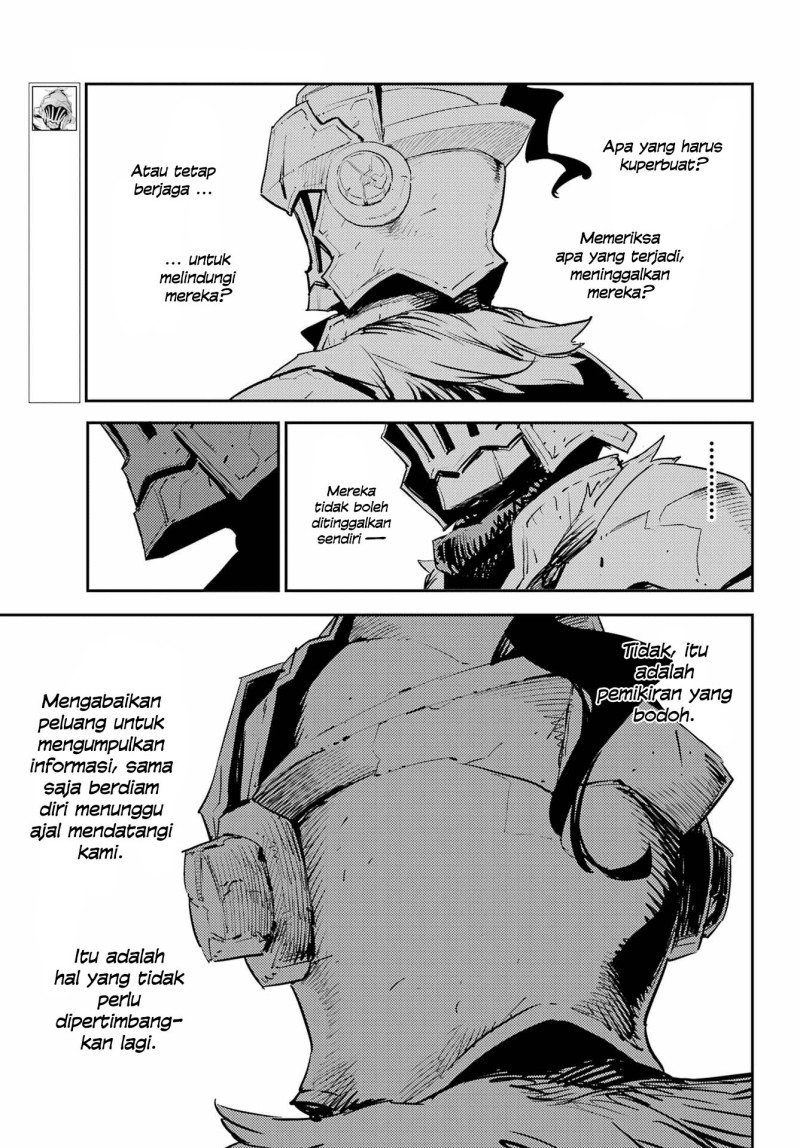 Apa yang harus
kuperbuat?
Memeriksa
apa yang terjadi,
meninggalkan
mereka?
Atau tetap
berjaga ...
... untuk
melindungi
mereka?
..........
Mereka
tidak boleh
ditinggalkan
sendiri —
Tidak, itu
adalah
pemikiran yang
bodoh.
Mengabaikan
peluang untuk
mengumpulkan
informasi, sama
saja berdiam
diri menunggu
ajal mendatangi
kami.
Itu adalah
hal yang tidak
perlu
dipertimbang-
kan lagi.